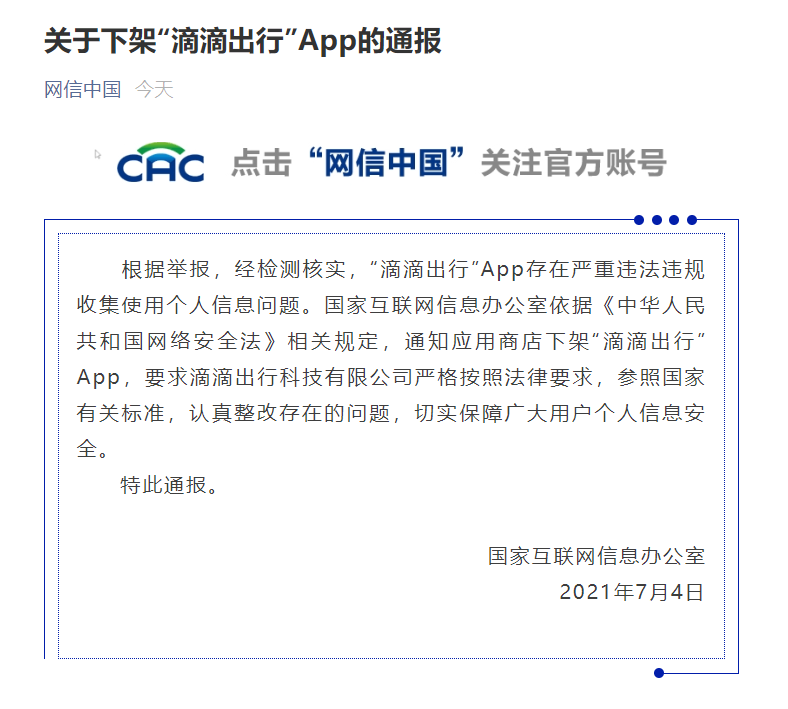 关于下架“滴滴出行”App的通报
网信中国 今天
CAC 点击“网信中国”关注官方账号
根据举报，经检测核实，“滴滴出行”App存在严重违法违规
收集使用个人信息问题。国家互联网信息办公室依据《中华人民
共和国网络安全法》相关规定，通知应用商店下架“滴滴出行”
App，要求滴滴出行科技有限公司严格按照法律要求，参照国家
有关标准，认真整改存在的问题，切实保障广大用户个人信息安
全。
特此通报。
国家互联网信息办公室
2021年7月4日